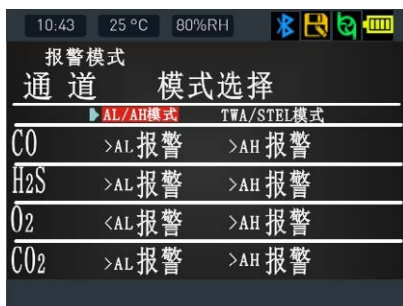 10:43 25°C 80%RH
报警模式
通 道 模式选择
AL/AH模式 TWA/STEL模式
CO >AL报警 >AH报警
H2S >AL报警 >AH报警
O2 <AL报警 >AH报警
CO2 >AL报警 >AH报警